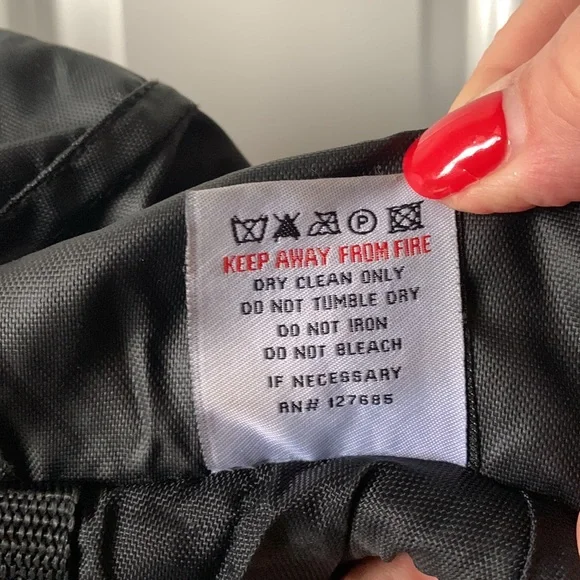 P
KEEP AWAY FROM FIRE
DRY CLEAN ONLY
DO NOT TUMBLE DRY
DO NOT IRON
DO NOT BLEACH
IF NECESSARY
RN# 127685